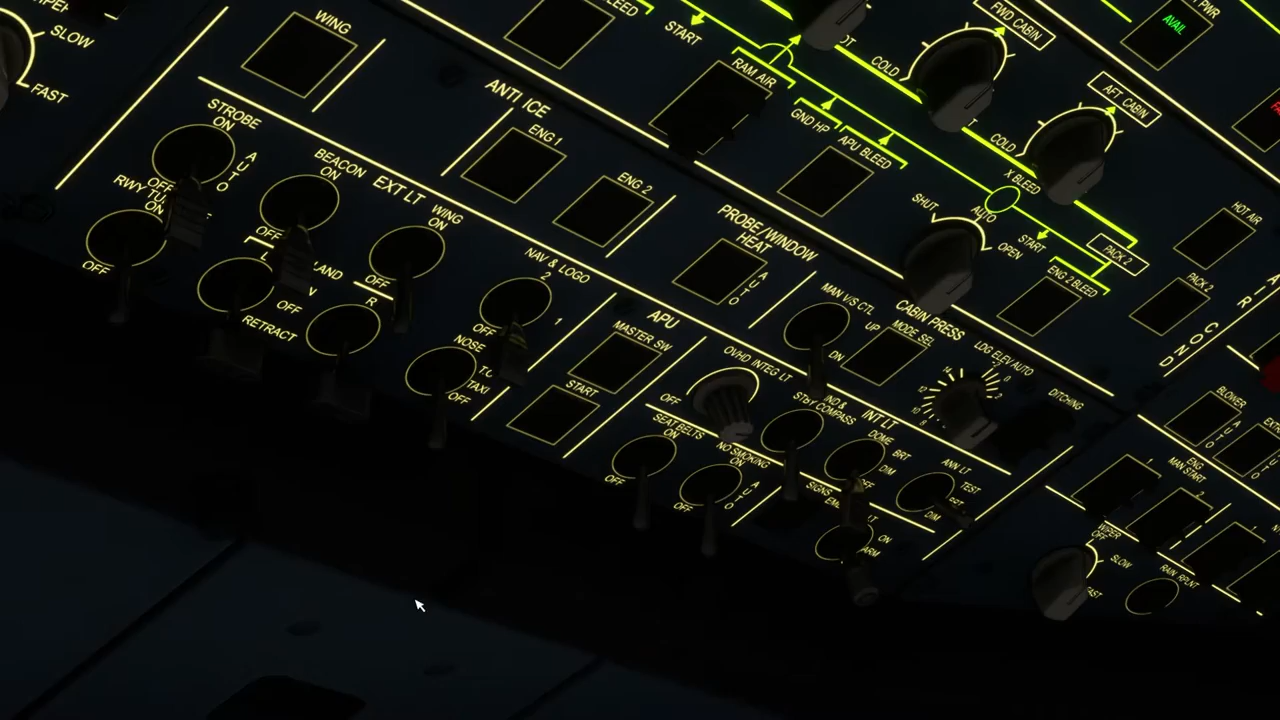 SLOW
FAST
WING
ANTI ICE
ENG 1
ENG 2
START
RAM AIR
GND HP
APU BLEED
COLD
FWD CABIN
PWR
AVAIL
COLD
AFT CABIN
X BLEED
SHUT
AUTO
OPEN
START
PACK 2
ENG 2 BLEED
PACK 2
HOT AIR
COND
STROBE
ON
AUTO
OFF
RWY
ON
OFF
BEACON
ON
EXT LT
WING
ON
OFF
LAND
L
R
OFF
RETRACT
NAV & LOGO
2
1
OFF
NOSE
TAXI
OFF
PROBE/WINDOW
HEAT
AUTO
APU
MASTER SW
START
CABIN PRESS
MAN V/S CTL
UP
DN
MODE SEL
LDG ELEV AUTO
DITCHING
OVHD INTEG LT
OFF
INT LT
STBY COMPASS
DOME
BRT
DIM
OFF
ANN LT
TEST
DIM
SEAT BELTS
ON
OFF
NO SMOKING
ON
AUTO
OFF
SIGNS
ON
ARM
BLOWER
AUTO
ENG
MAN START
1
2
WIPER
OFF
SLOW
FAST
RAIN RPLNT